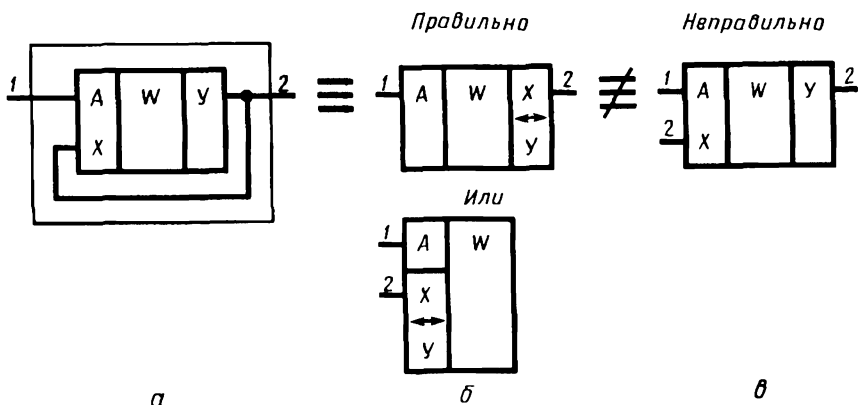 Правильно
Неправильно
1 A W У 2
X
1 A W X 2
↔
У
1 A W У 2
2 X
Или
1 A W
2 X
↔
У
а
б
в